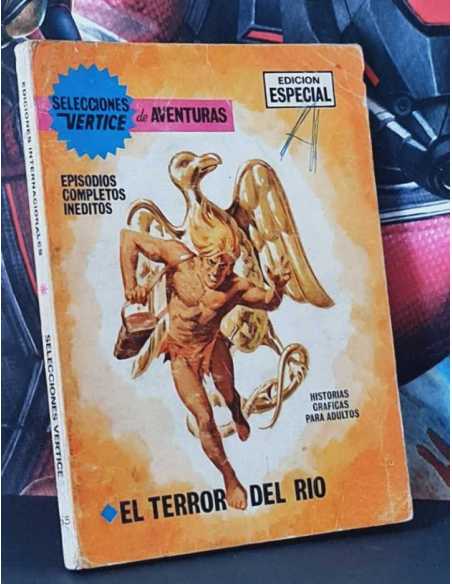 SELECCIONES
VERTICE
de AVENTURAS
EDICION
ESPECIAL
A
EPISODIOS
COMPLETOS
INEDITOS
HISTORIAS
GRAFICAS
PARA ADULTOS
EL TERROR DEL RIO
EDICIONES INTERNACIONALES * SELECCIONES VERTICE